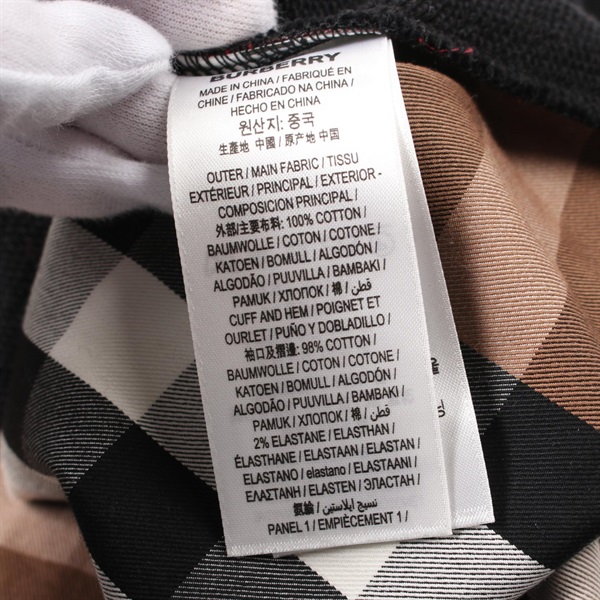 BURBERRY
MADE IN CHINA / FABRIQUÉ EN
CHINE / FABRICADO NA CHINA /
HECHO EN CHINA
원산지: 중국
生產地 中國 / 原产地 中国
OUTER / MAIN FABRIC / TISSU
EXTÉRIEUR / PRINCIPAL / EXTERIOR -
COMPOSICION PRINCIPAL /
外部/主要布料: 100% COTTON /
BAUMWOLLE / COTON / COTONE /
KATOEN / BOMULL / ALGODÓN /
ALGODÃO / PUUVILLA / BAMBAKI /
PAMUK / ХЛОПОК / 棉 / قطن /
CUFF AND HEM / POIGNET ET
OURLET / PUÑO Y DOBLADILLO /
袖口及摺邊: 98% COTTON /
BAUMWOLLE / COTON / COTONE /
KATOEN / BOMULL / ALGODÓN /
ALGODÃO / PUUVILLA / BAMBAKI /
PAMUK / ХЛОПОК / 棉 / قطن /
2% ELASTANE / ELASTHAN /
ÉLASTHANE / ELASTAAN / ELASTAN /
ELASTANO / elastano / ELASTAANI /
ΕΛΑΣΤΑΝΗ / ELASTEN / ЭЛАСТАН /
氨綸 / نسيج إيلاستين /
PANEL 1 / EMPIÈCEMENT 1 /